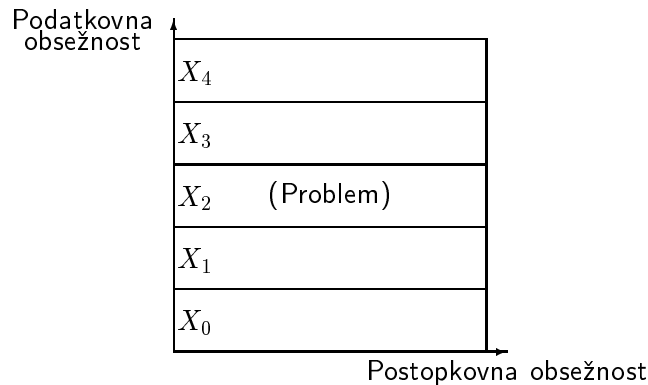 Podatkovna
obsežnost
X₄
X₃
X₂ (Problem)
X₁
X₀
Postopkovna obsežnost